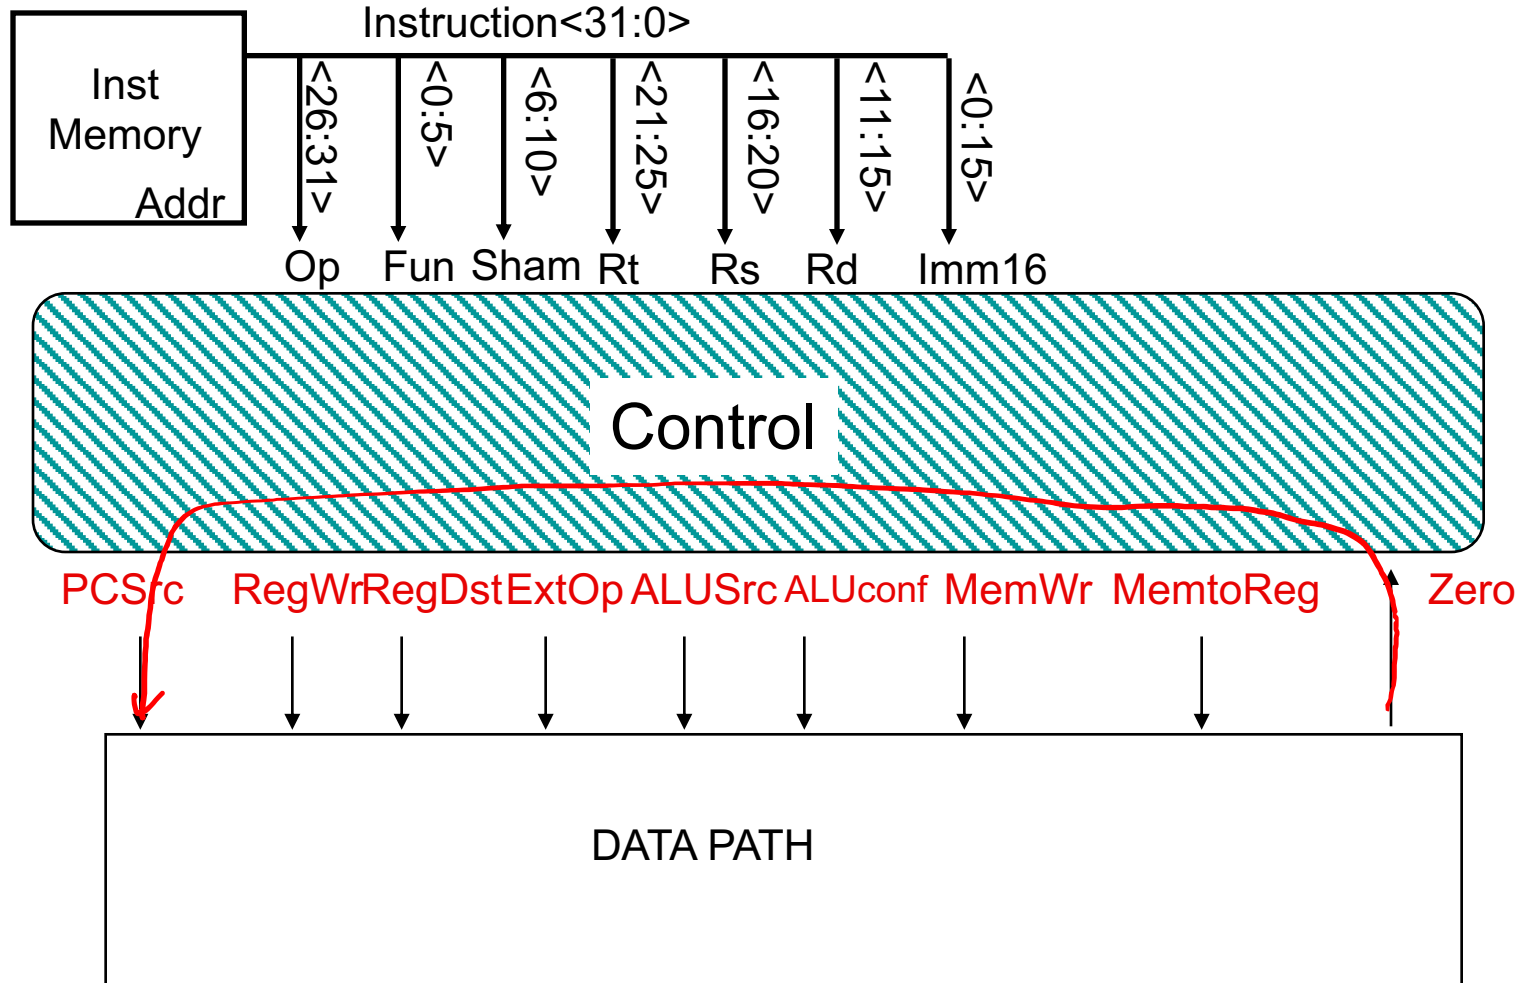 Instruction<31:0>
Inst
Memory
Addr
<26:31>
<0:5>
<6:10>
<21:25>
<16:20>
<11:15>
<0:15>
Op Fun Sham Rt Rs Rd Imm16
Control
PCSrc RegWr RegDst ExtOp ALUSrc ALUconf MemWr MemtoReg Zero
DATA PATH